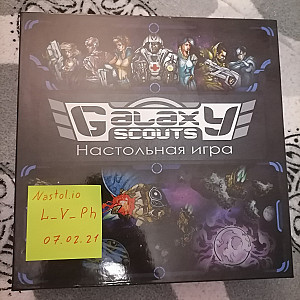 GALAXY
SCOUTS
Настольная игра
Nastol.io
L_V_Ph
07.02.21